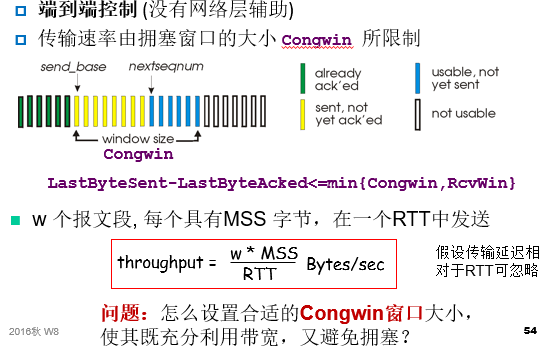 端到端控制 (没有网络层辅助)
传输速率由拥塞窗口的大小 Congwin 所限制
send_base nextseqnum
already ack'ed
usable, not yet sent
sent, not yet ack'ed
not usable
window size
Congwin
LastByteSent-LastByteAcked<=min{Congwin,RcvWin}
w 个报文段, 每个具有MSS 字节，在一个RTT中发送
throughput = w * MSS / RTT Bytes/sec
假设传输延迟相
对于RTT可忽略
问题：怎么设置合适的Congwin窗口大小，
使其既充分利用带宽，又避免拥塞？
2016秋 W8
54